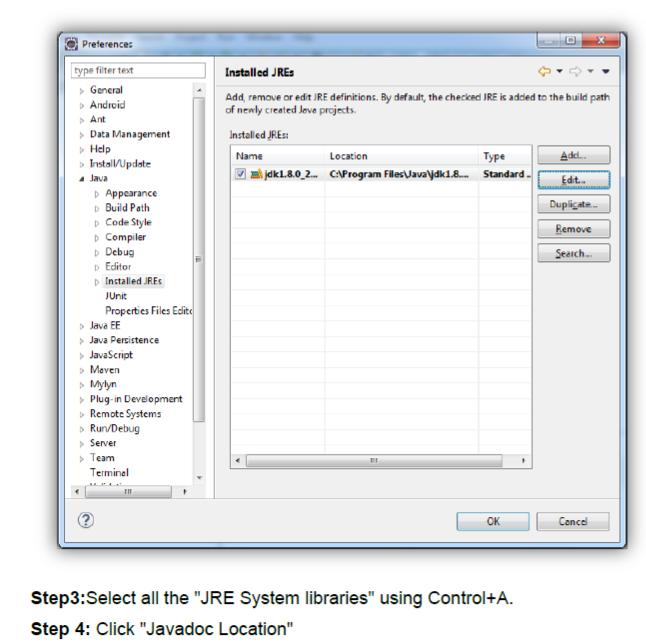 Preferences
type filter text
Installed JREs
General
Android
Ant
Data Management
Help
Install/Update
Java
Appearance
Build Path
Code Style
Compiler
Debug
Editor
Installed JREs
JUnit
Properties Files Edito
Java EE
Java Persistence
JavaScript
Maven
Mylyn
Plug-in Development
Remote Systems
Run/Debug
Server
Team
Terminal
Add, remove or edit JRE definitions. By default, the checked JRE is added to the build path
of newly created Java projects.
Installed JREs:
Name Location Type
jdk1.8.0_2... C:\Program Files\Java\jdk1.8.... Standard ..
Add...
Edit...
Duplicate...
Remove
Search...
OK Cancel
Step3:Select all the "JRE System libraries" using Control+A.
Step 4: Click "Javadoc Location"